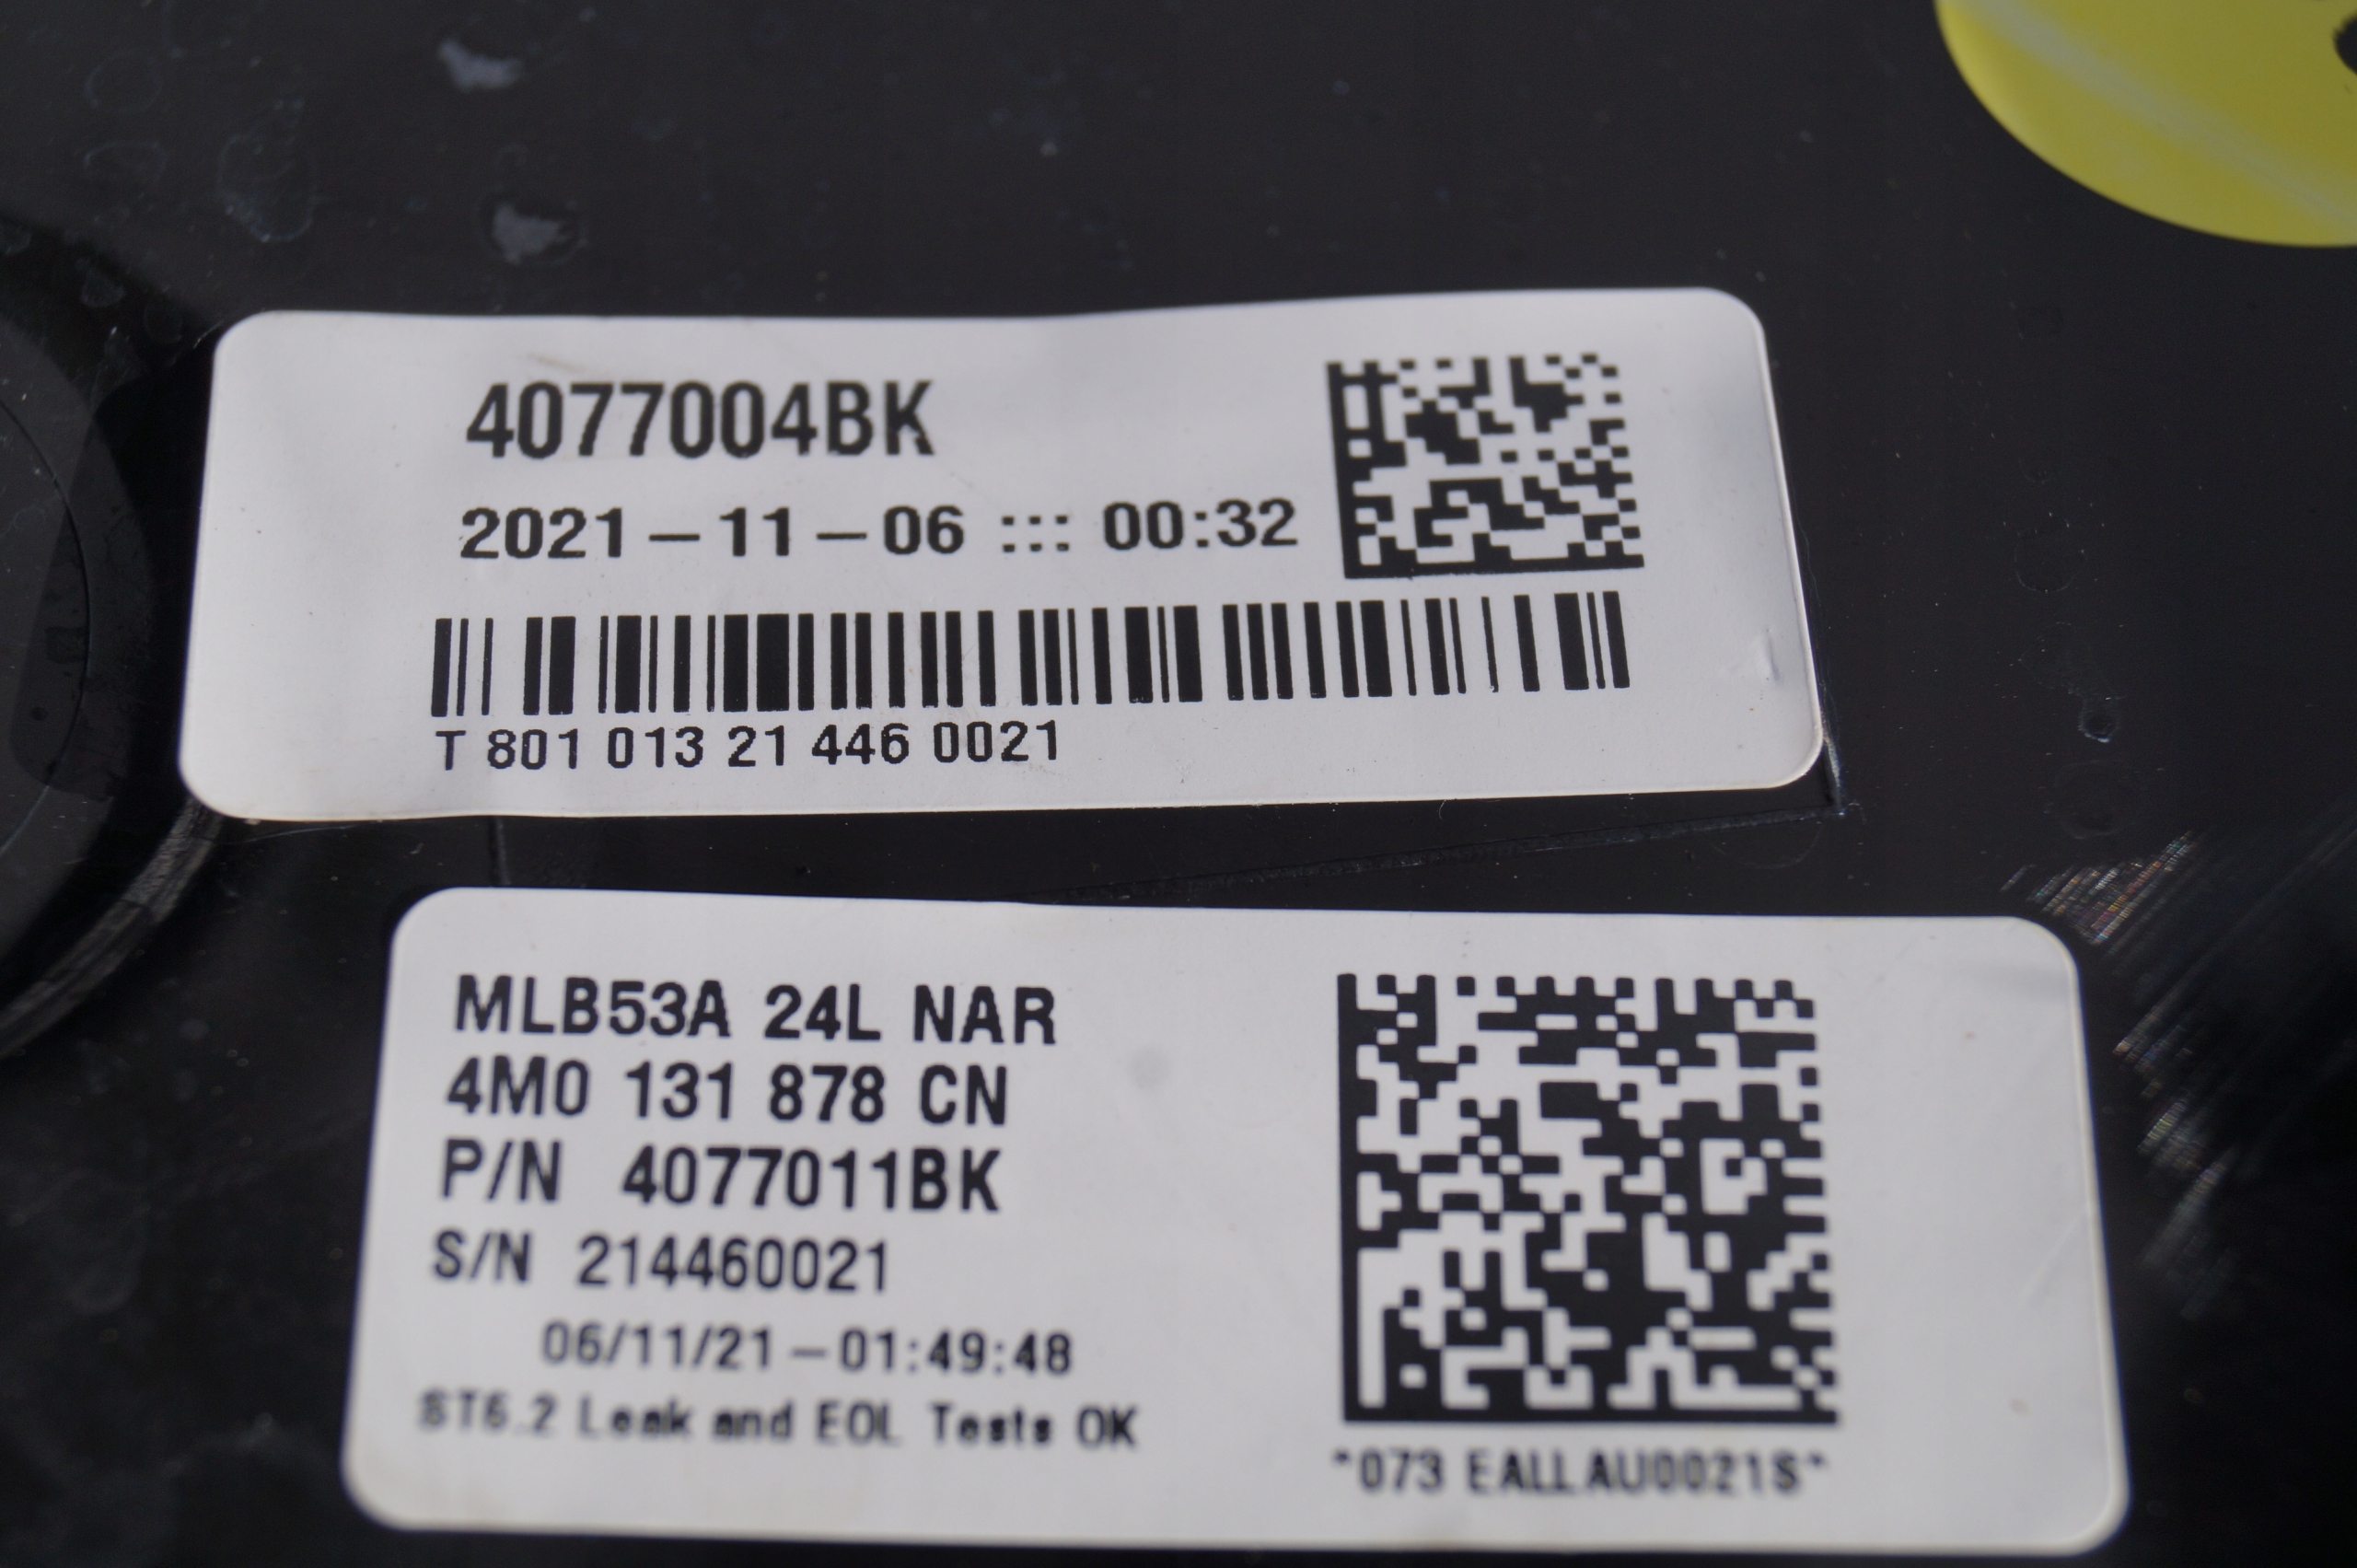 4077004BK
2021-11-06 ::: 00:32
T 801 013 21 446 0021
MLB53A 24L NAR
4M0 131 878 CN
P/N 4077011BK
S/N 214460021
06/11/21-01:49:48
ST6.2 Leak and EOL Tests OK
*073 EALLAU0021S*